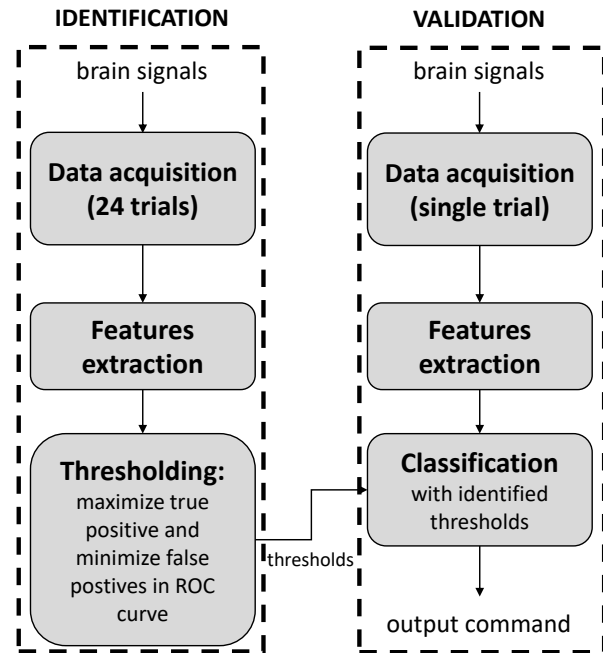 IDENTIFICATION
brain signals
Data acquisition
(24 trials)
Features
extraction
Thresholding:
maximize true
positive and
minimize false
postives in ROC
curve
thresholds
VALIDATION
brain signals
Data acquisition
(single trial)
Features
extraction
Classification
with identified
thresholds
output command